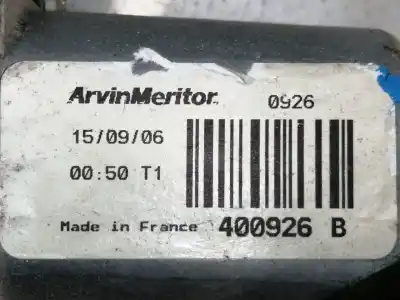 ArvinMeritor. 0926
15/09/06
00:50 T1
Made in France 400926 B